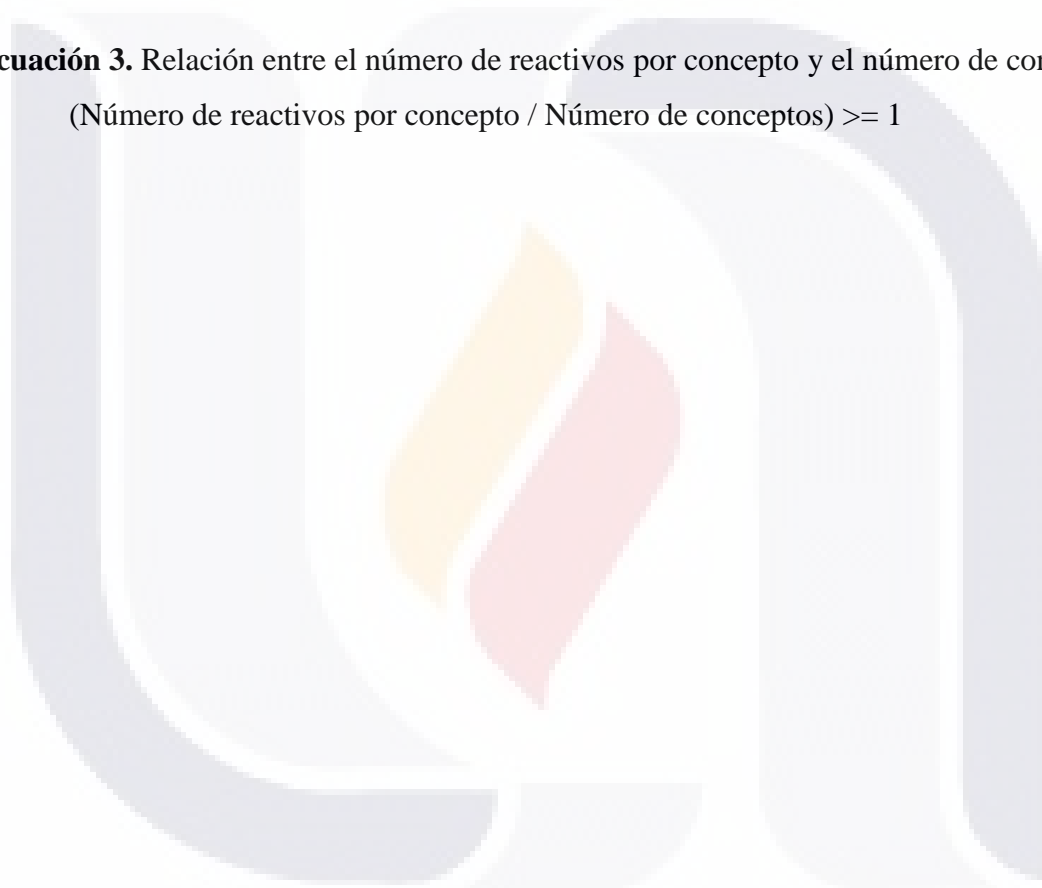 cuación 3. Relación entre el número de reactivos por concepto y el número de
(Número de reactivos por concepto / Número de conceptos) >= 1